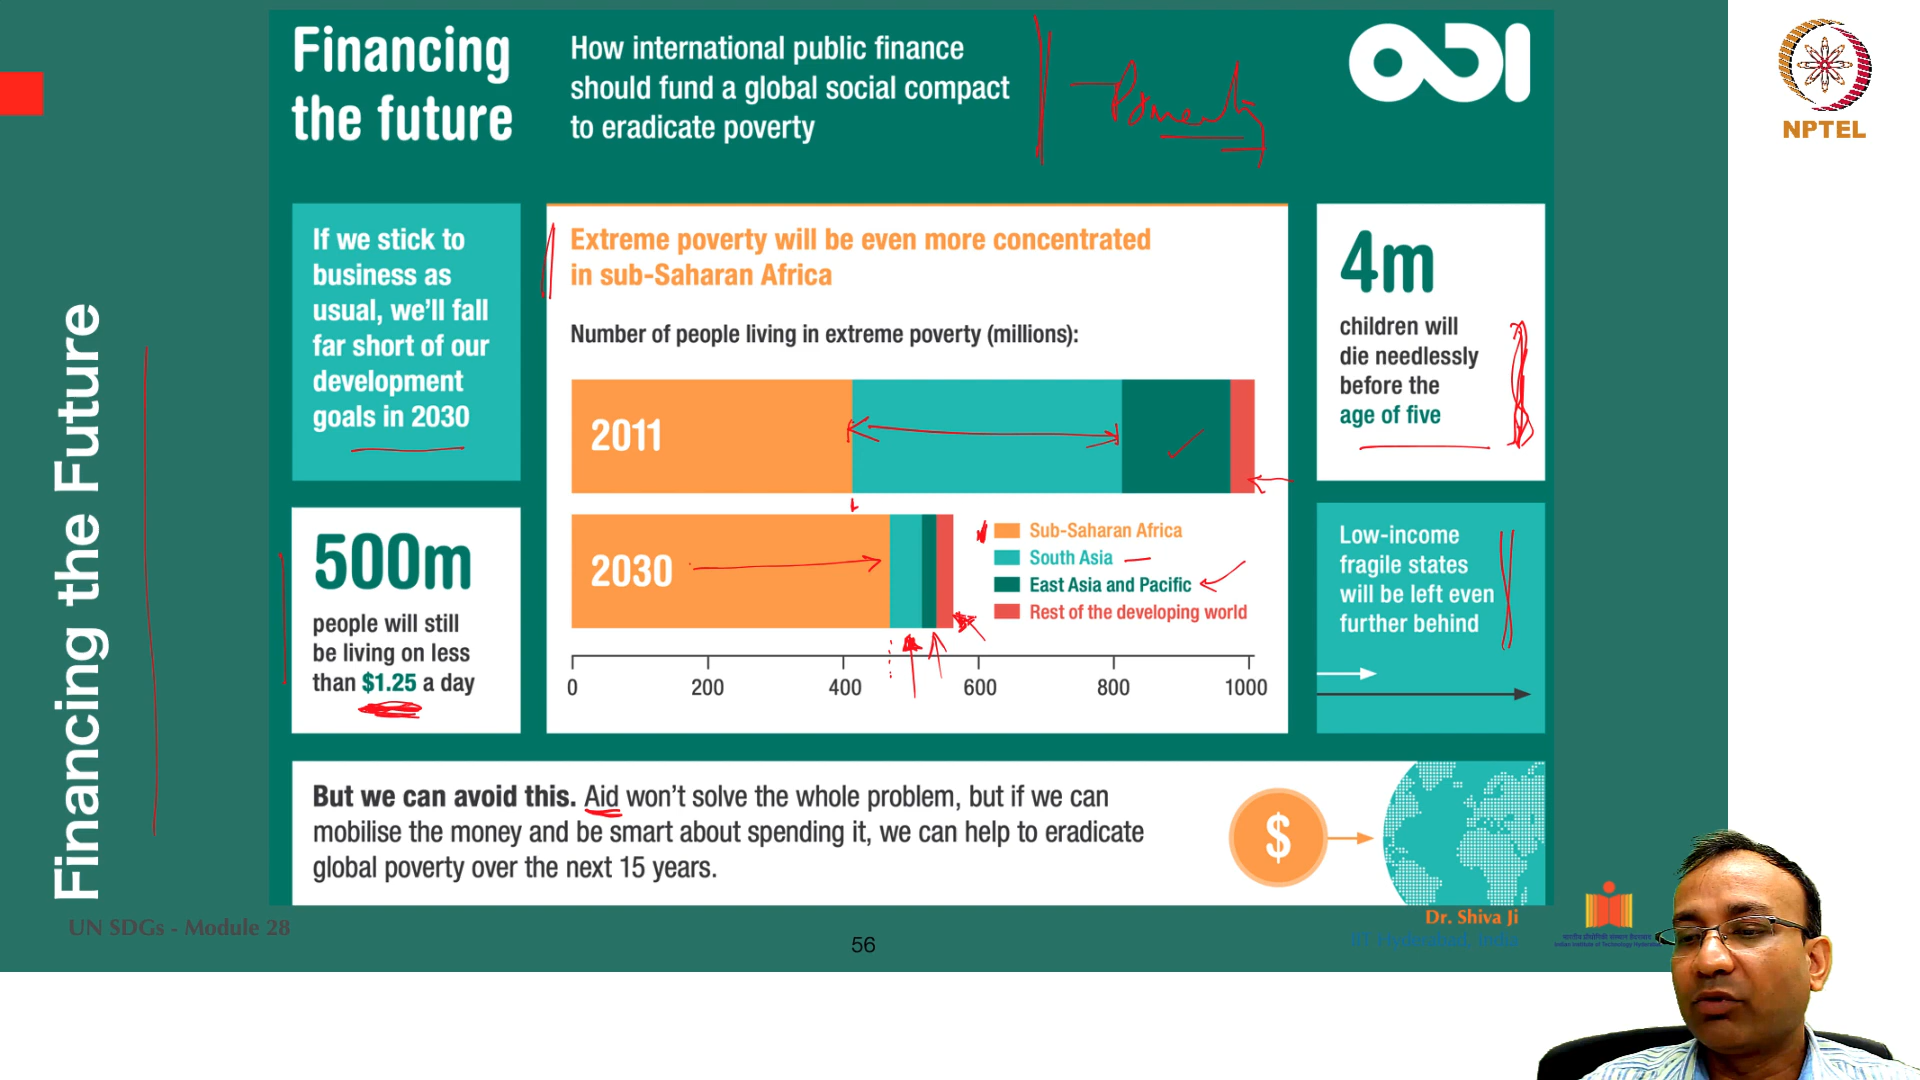 Financing
the future
How international public finance
should fund a global social compact
to eradicate poverty
ODI
NPTEL
Financing the Future
If we stick to
business as
usual, we'll fall
far short of our
development
goals in 2030
500m
people will still
be living on less
than $1.25 a day
Extreme poverty will be even more concentrated
in sub-Saharan Africa
Number of people living in extreme poverty (millions):
2011
2030
Sub-Saharan Africa
South Asia
East Asia and Pacific
Rest of the developing world
0 200 400 600 800 1000
4m
children will
die needlessly
before the
age of five
Low-income
fragile states
will be left even
further behind
But we can avoid this. Aid won't solve the whole problem, but if we can
mobilise the money and be smart about spending it, we can help to eradicate
global poverty over the next 15 years.
$
UN SDGs - Module 28
56
Dr. Shiva Ji
IIT Hyderabad, India